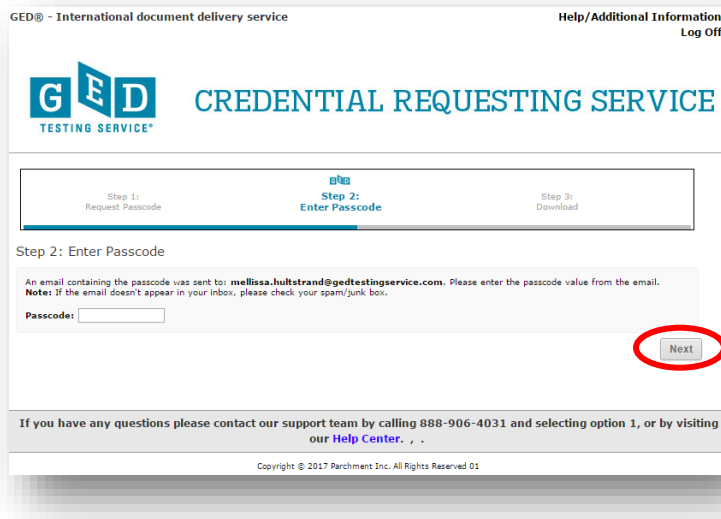 GED® - International document delivery service
Help/Additional Information
Log Off
GED
TESTING SERVICE®
CREDENTIAL REQUESTING SERVICE
GED
Step 1:
Request Passcode
Step 2:
Enter Passcode
Step 3:
Download
Step 2: Enter Passcode
An email containing the passcode was sent to: mellissa.hultstrand@gedtestingservice.com. Please enter the passcode value from the email.
Note: If the email doesn't appear in your inbox, please check your spam/junk box.
Passcode:
Next
If you have any questions please contact our support team by calling 888-906-4031 and selecting option 1, or by visiting
our Help Center. , .
Copyright © 2017 Parchment Inc. All Rights Reserved 01